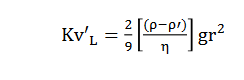 Kv′L = 2/9 [(ρ−ρ′)/η] gr²